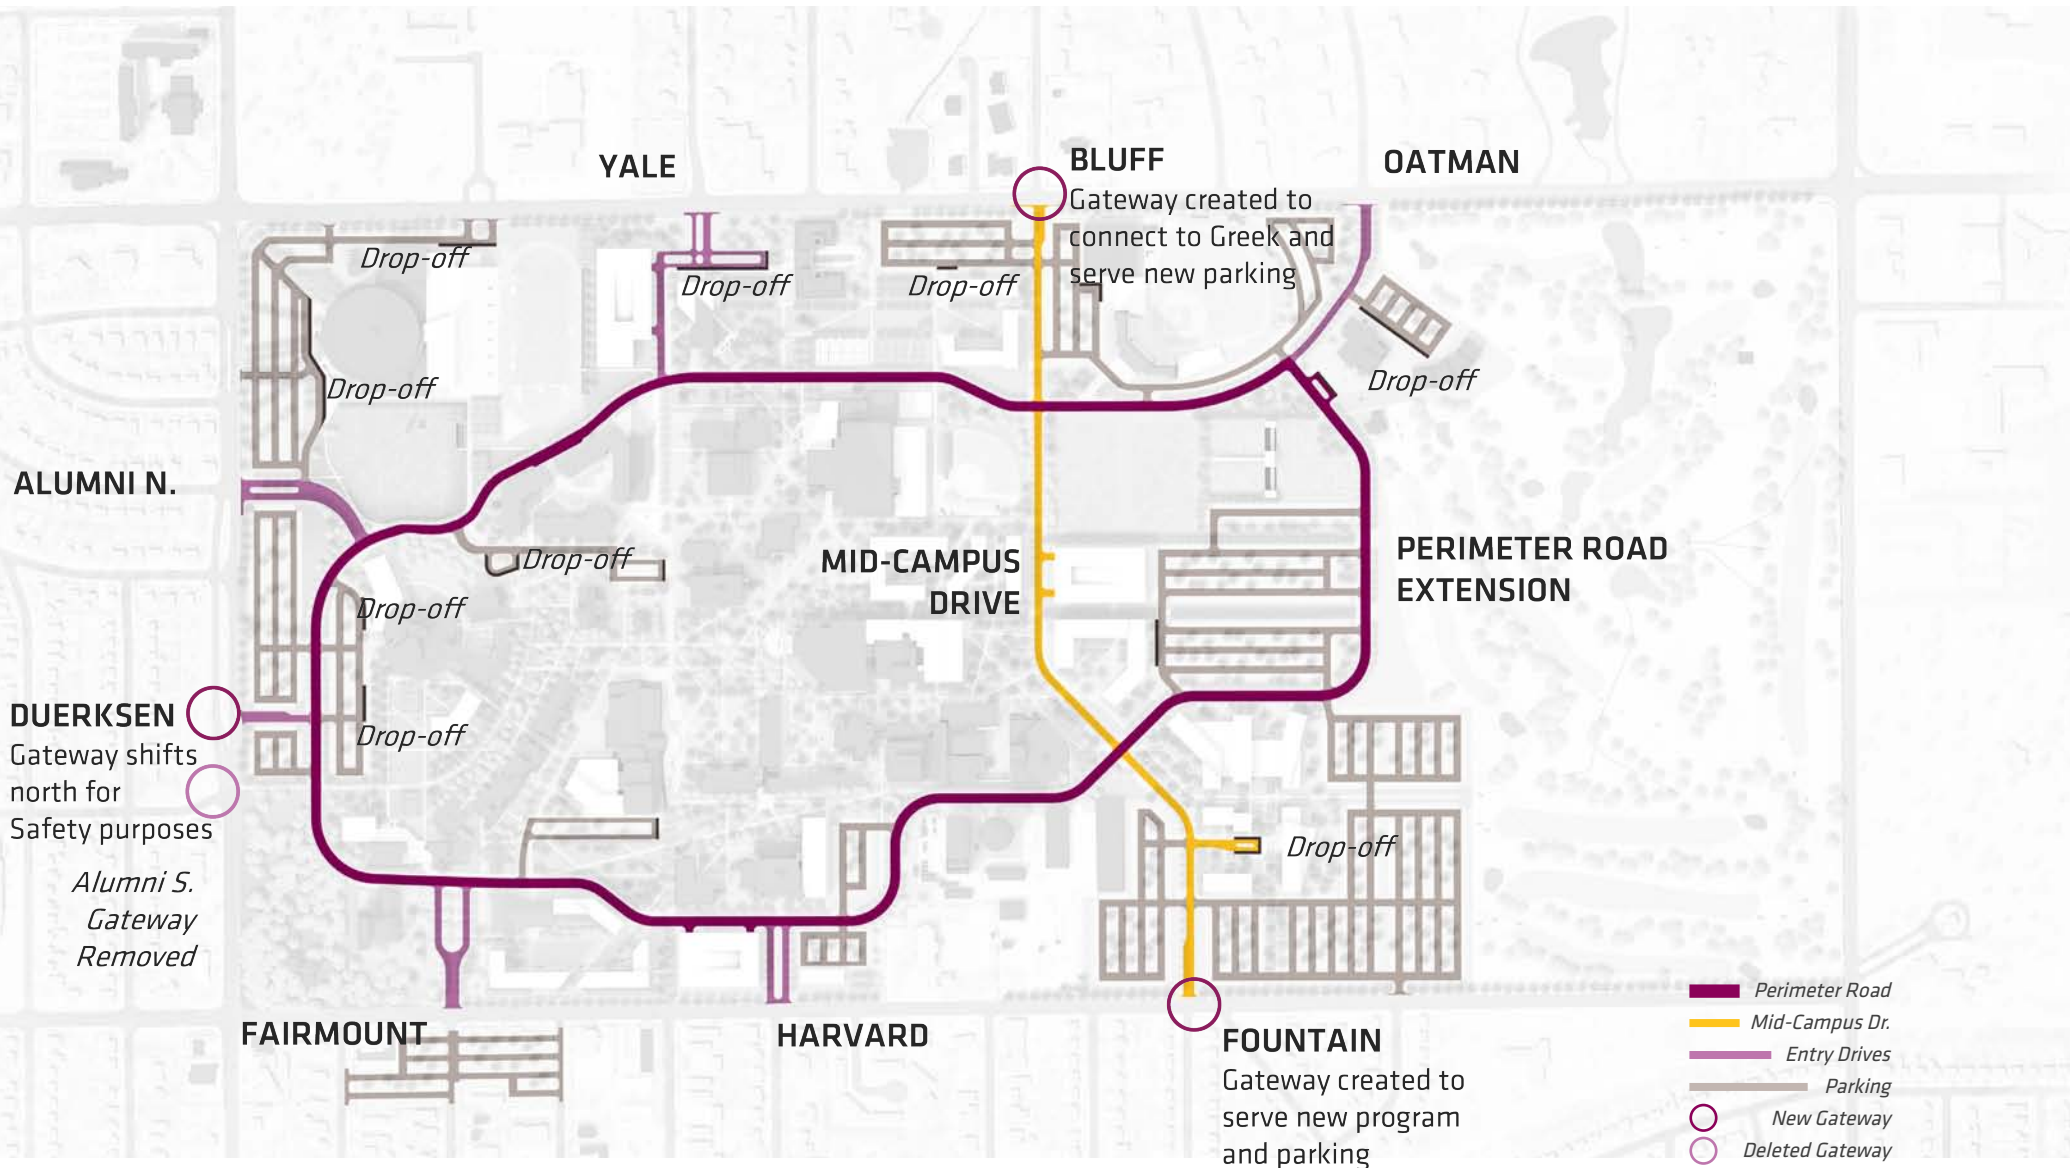 YALE
BLUFF
Gateway created to
connect to Greek and
serve new parking
OATMAN
Drop-off
Drop-off
Drop-off
Drop-off
Drop-off
ALUMNI N.
Drop-off
MID-CAMPUS
DRIVE
PERIMETER ROAD
EXTENSION
Drop-off
DUERKSEN
Gateway shifts
north for
Safety purposes
Drop-off
Alumni S.
Gateway
Removed
Drop-off
FAIRMOUNT
HARVARD
FOUNTAIN
Gateway created to
serve new program
and parking
Perimeter Road
Mid-Campus Dr.
Entry Drives
Parking
New Gateway
Deleted Gateway